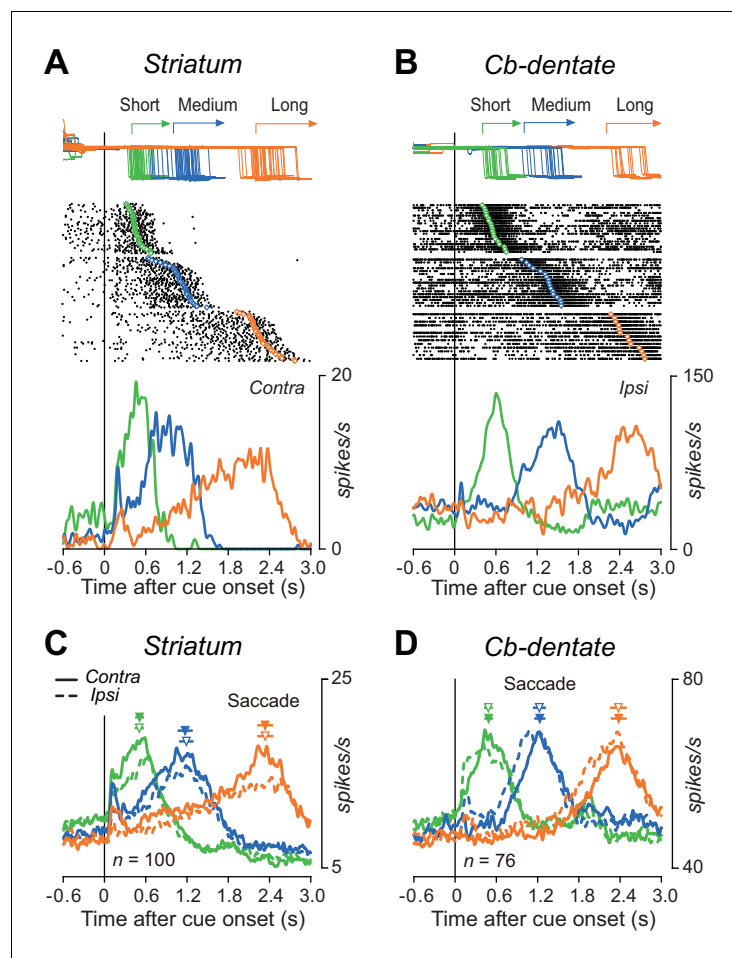 A
Striatum
Short
Medium
Long
Contra
20
spikes/s
0
-0.6 0 0.6 1.2 1.8 2.4 3.0
Time after cue onset (s)
B
Cb-dentate
Short
Medium
Long
Ipsi
150
spikes/s
0
-0.6 0 0.6 1.2 1.8 2.4 3.0
Time after cue onset (s)
C
Striatum
Contra
Ipsi
Saccade
25
spikes/s
n = 100
5
-0.6 0 0.6 1.2 1.8 2.4 3.0
Time after cue onset (s)
D
Cb-dentate
Saccade
80
spikes/s
n = 76
40
-0.6 0 0.6 1.2 1.8 2.4 3.0
Time after cue onset (s)